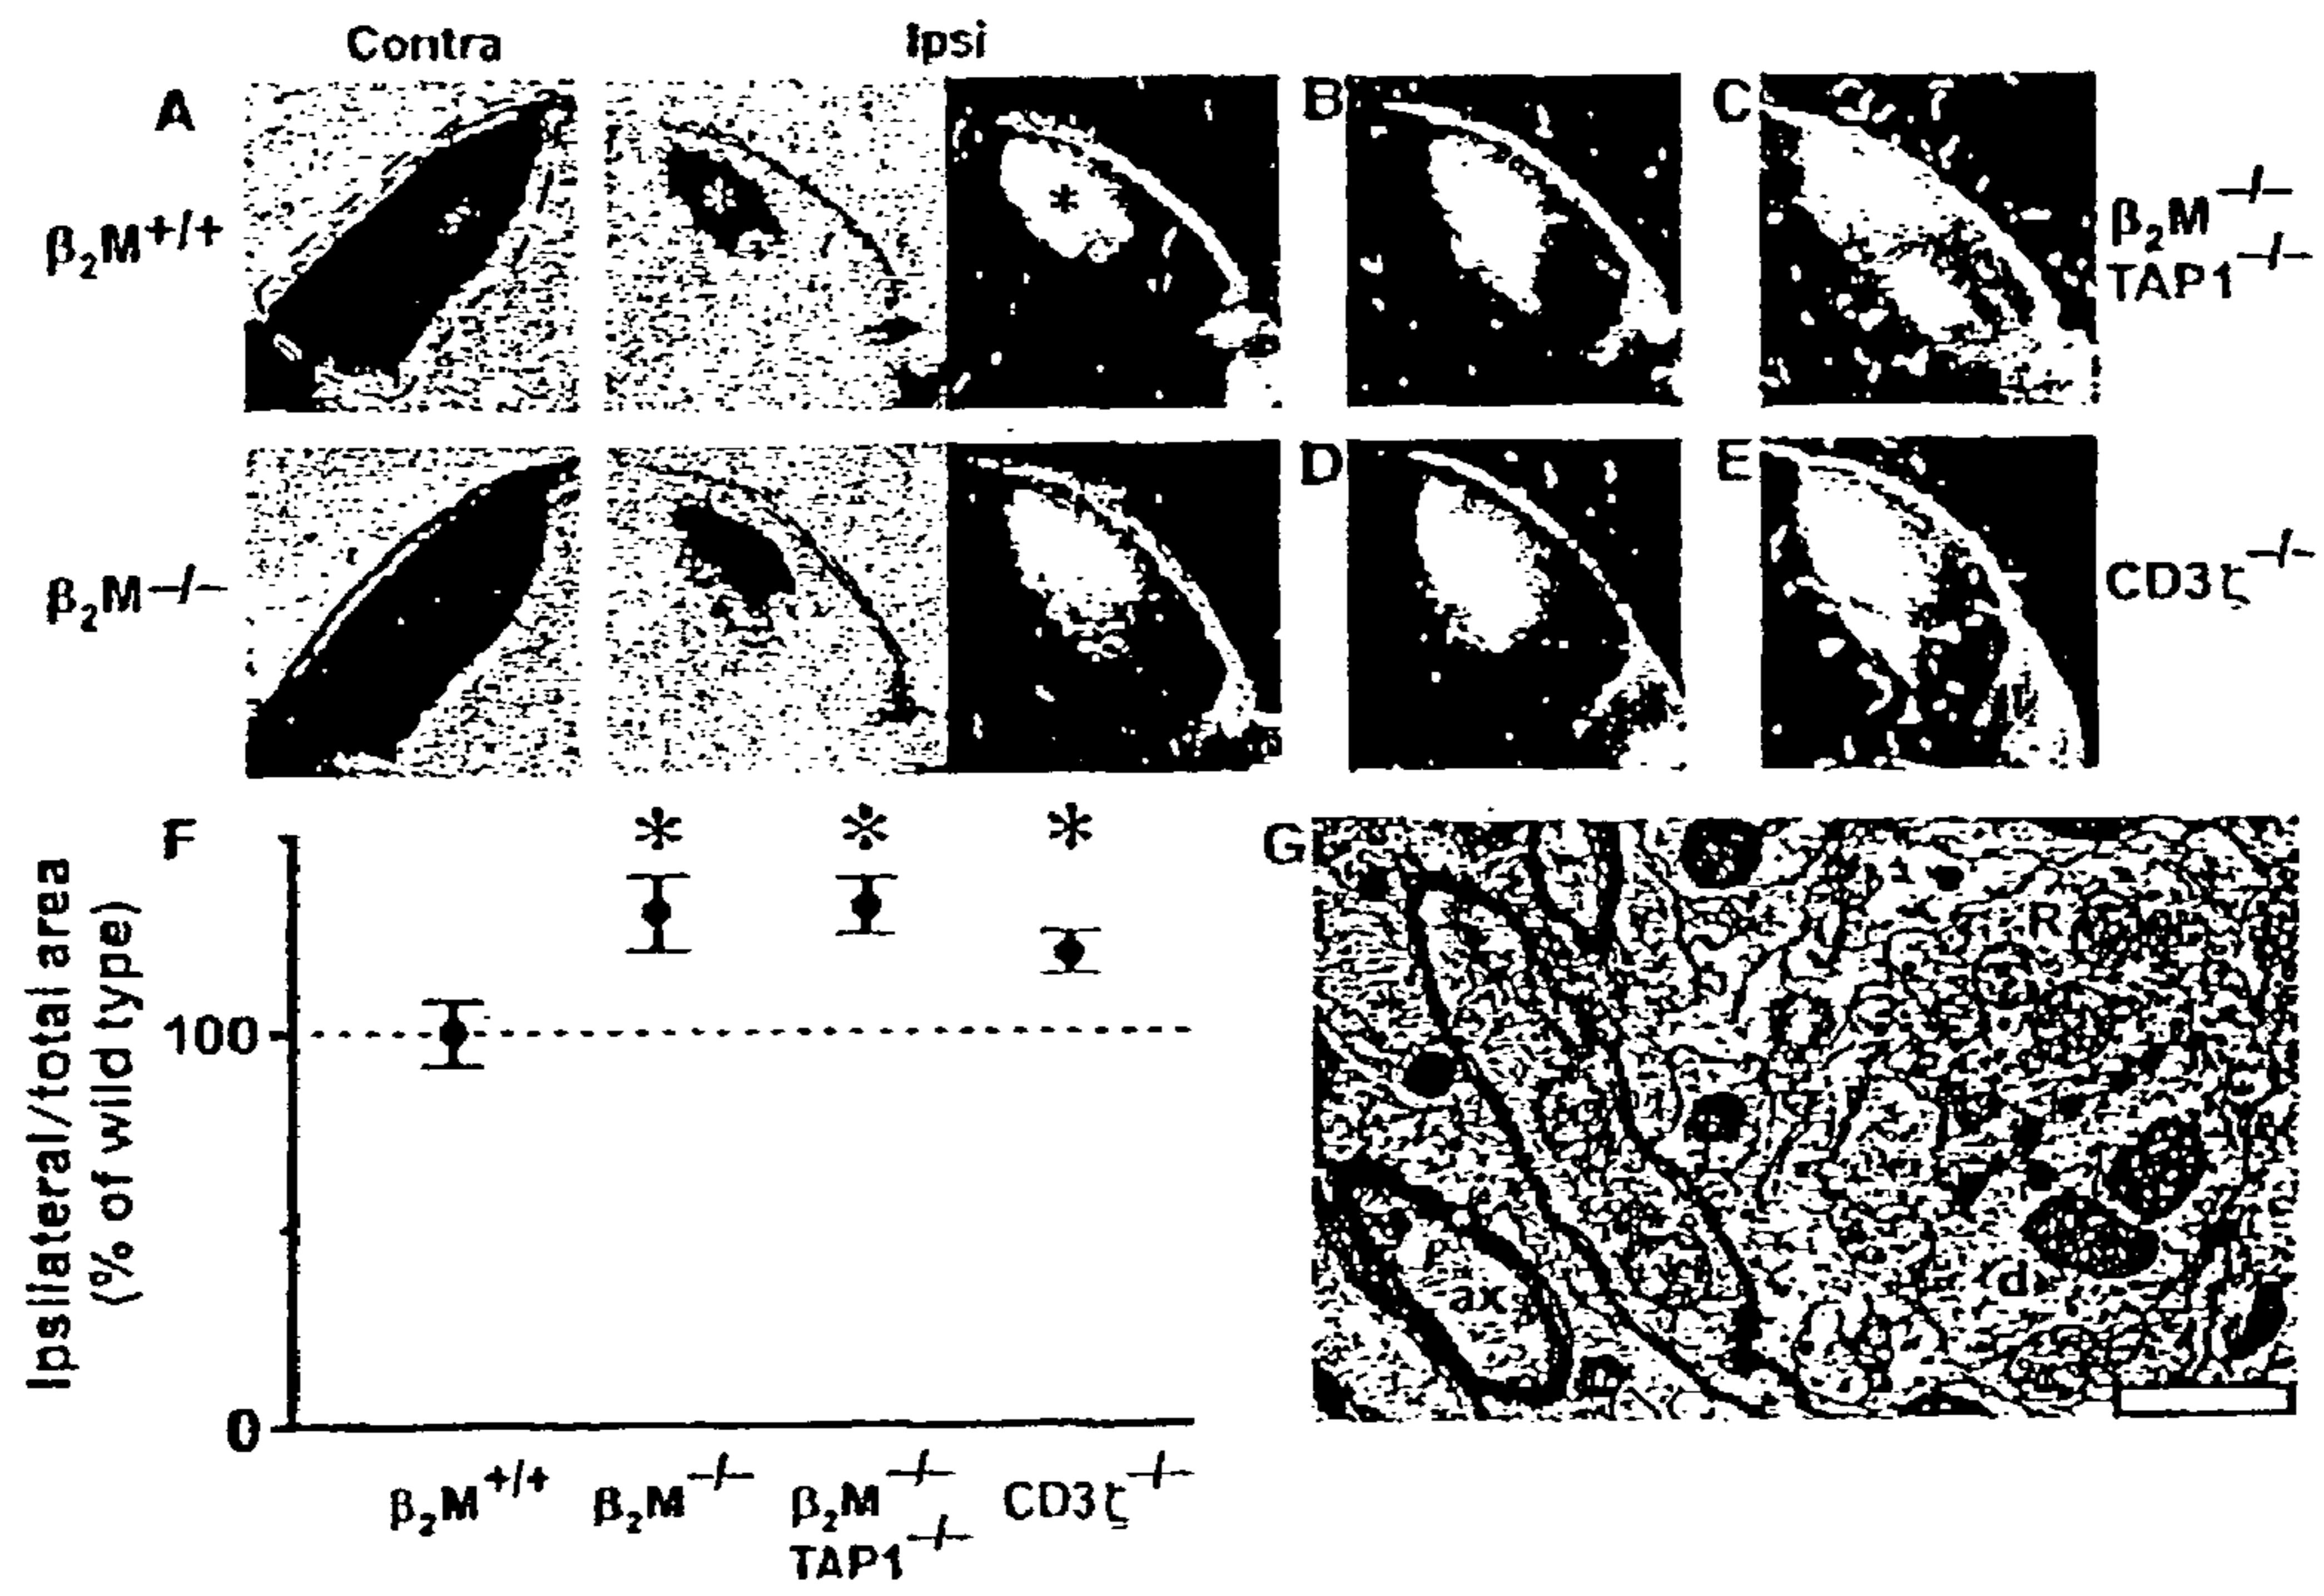 Contra
Ipsi
A
B
C
β₂M⁺/⁺
β₂M⁻/⁻
TAP1⁻/⁻
D
E
β₂M⁻/⁻
CD3ζ⁻/⁻
F
Ipsilateral/total area
(% of wild type)
100
0
* * *
β₂M⁺/⁺
β₂M⁻/⁻
β₂M⁻/⁻
TAP1⁻/⁻
CD3ζ⁻/⁻
G
R
ax
d